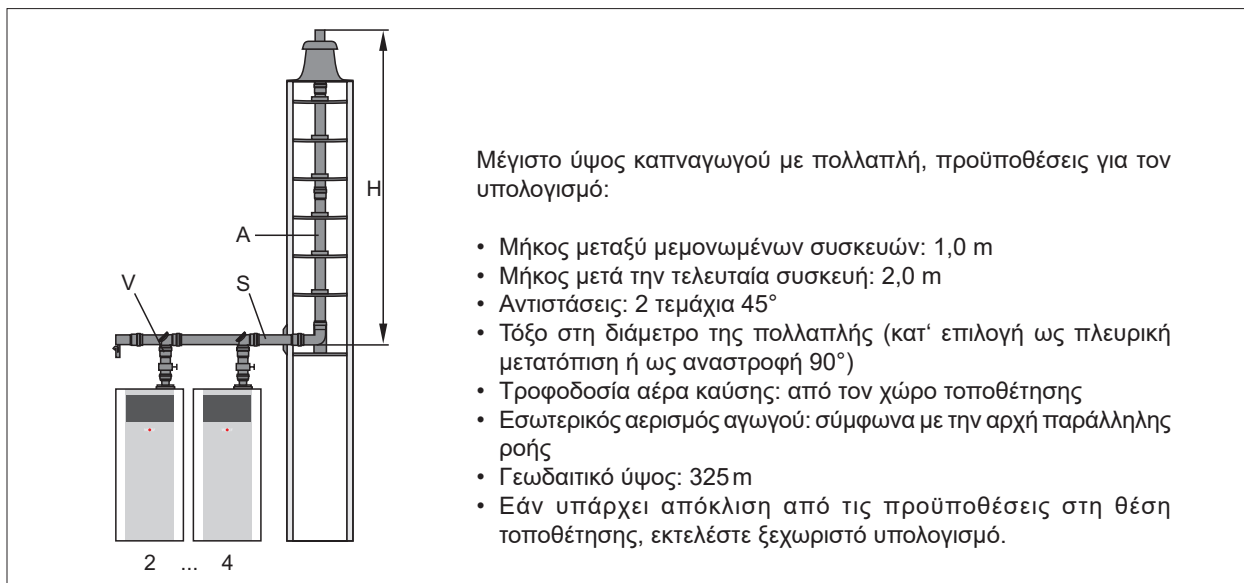 H
A
V
S
2 ... 4
Μέγιστο ύψος καπναγωγού με πολλαπλή, προϋποθέσεις για τον
υπολογισμό:
• Μήκος μεταξύ μεμονωμένων συσκευών: 1,0 m
• Μήκος μετά την τελευταία συσκευή: 2,0 m
• Αντιστάσεις: 2 τεμάχια 45°
• Τόξο στη διάμετρο της πολλαπλής (κατ‘ επιλογή ως πλευρική
μετατόπιση ή ως αναστροφή 90°)
• Τροφοδοσία αέρα καύσης: από τον χώρο τοποθέτησης
• Εσωτερικός αερισμός αγωγού: σύμφωνα με την αρχή παράλληλης
ροής
• Γεωδαιτικό ύψος: 325 m
• Εάν υπάρχει απόκλιση από τις προϋποθέσεις στη θέση
τοποθέτησης, εκτελέστε ξεχωριστό υπολογισμό.